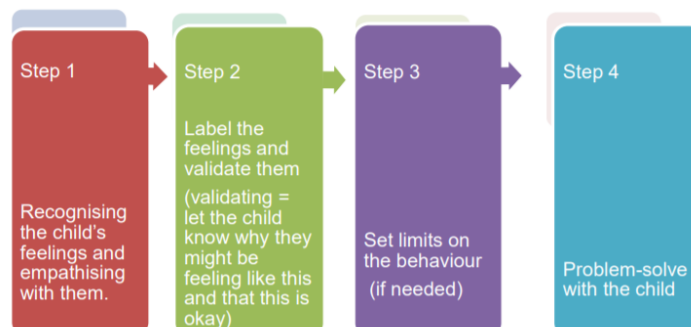 Step 1
Recognising
the child's
feelings and
empathising
with them.
Step 2
Label the
feelings and
validate them
(validating =
let the child
know why they
might be
feeling like this
and that this is
okay)
Step 3
Set limits on
the behaviour
(if needed)
Step 4
Problem-solve
with the child